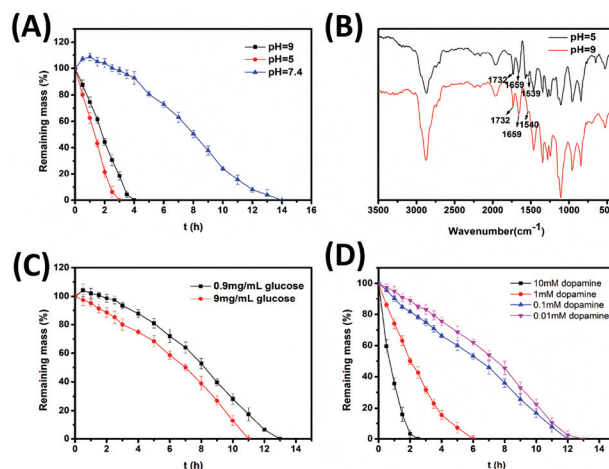 (A)
Remaining mass (%)
120
100
80
60
40
20
0
pH=9
pH=5
pH=7.4
0 2 4 6 8 10 12 14 16
t (h)
(B)
pH=5
pH=9
1732
1659
1539
1732
1540
1659
3500 3000 2500 2000 1500 1000 500
Wavenumber(cm⁻¹)
(C)
Remaining mass (%)
120
100
80
60
40
20
0
0.9mg/mL glucose
9mg/mL glucose
0 2 4 6 8 10 12 14
t (h)
(D)
Remaining mass (%)
120
100
80
60
40
20
0
10mM dopamine
1mM dopamine
0.1mM dopamine
0.01mM dopamine
0 2 4 6 8 10 12 14
t (h)